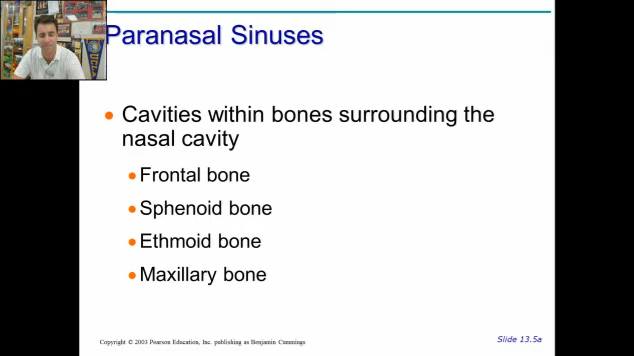 Paranasal Sinuses
Cavities within bones surrounding the
nasal cavity
Frontal bone
Sphenoid bone
Ethmoid bone
Maxillary bone
Copyright © 2003 Pearson Education, Inc. publishing as Benjamin Cummings
Slide 13.5a